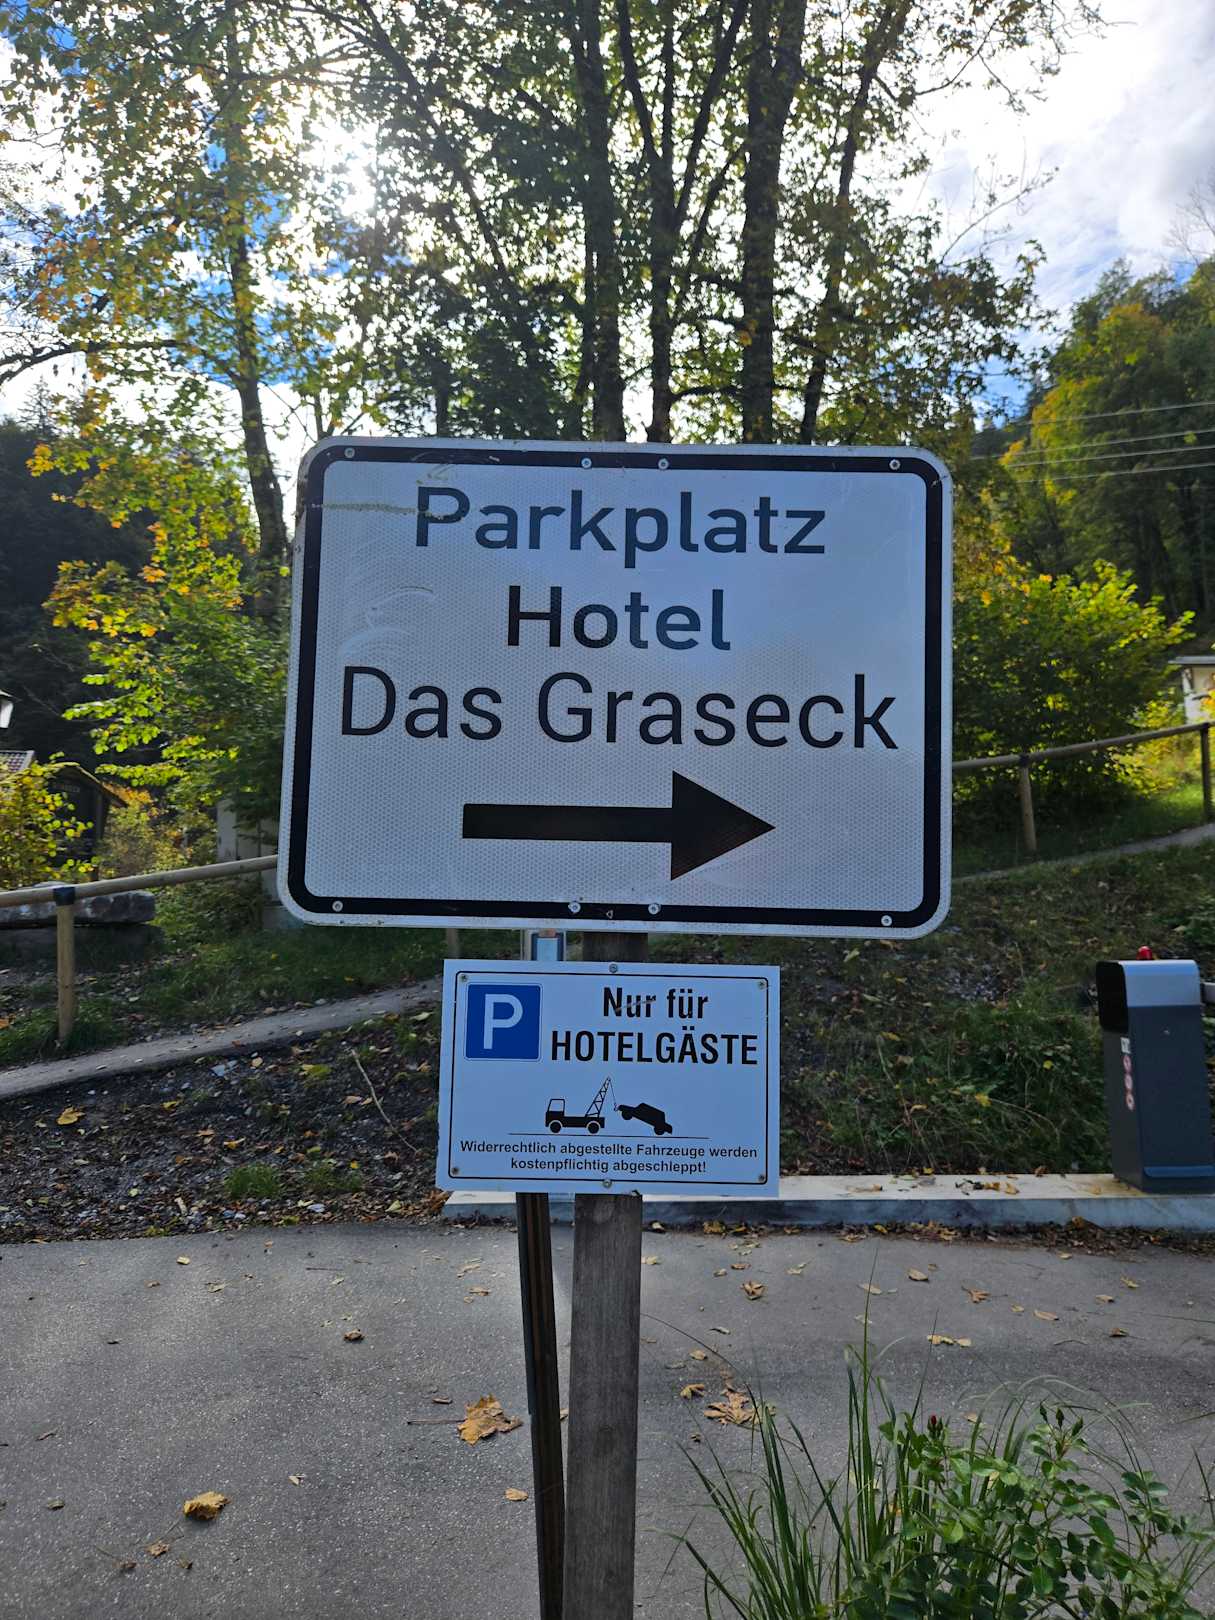 Parkplatz
Hotel
Das Graseck
P
Nur für
HOTELGÄSTE
Widerrechtlich abgestellte Fahrzeuge werden
kostenpflichtig abgeschleppt!